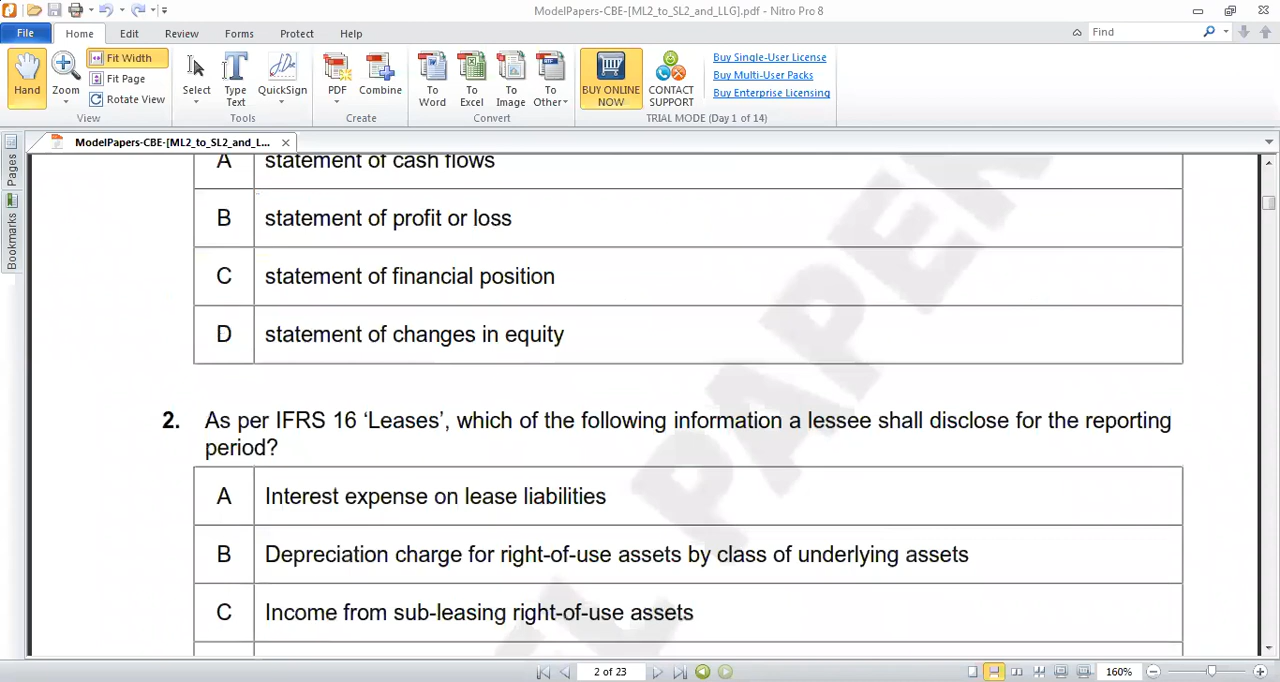 ModelPapers-CBE-[ML2_to_SL2_and_LLG].pdf - Nitro Pro 8
File Home Edit Review Forms Protect Help Find
Hand Zoom Fit Width Fit Page Rotate View View
Select Type Text QuickSign Tools
PDF Combine Create
To Word To Excel To Image To Other Convert
BUY ONLINE NOW CONTACT SUPPORT Buy Single-User License Buy Multi-User Packs Buy Enterprise Licensing TRIAL MODE (Day 1 of 14)
ModelPapers-CBE-[ML2_to_SL2_and_L...
Pages
Bookmarks
A statement of cash flows
B statement of profit or loss
C statement of financial position
D statement of changes in equity
2. As per IFRS 16 ‘Leases’, which of the following information a lessee shall disclose for the reporting
period?
A Interest expense on lease liabilities
B Depreciation charge for right-of-use assets by class of underlying assets
C Income from sub-leasing right-of-use assets
2 of 23 160%